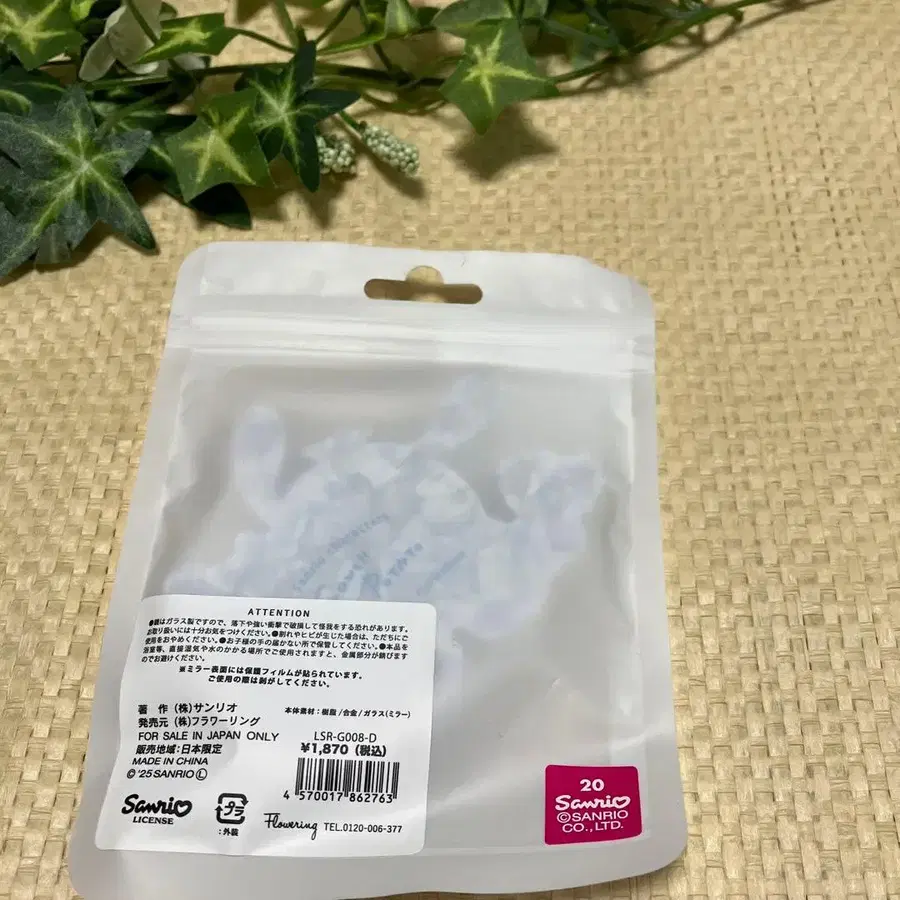 ATTENTION
●鏡はガラス製ですので、落下や強い衝撃で破損して怪我をする恐れがあります。
お取り扱いには十分お気をつけください。●割れやヒビが生じた場合は、ただちにご
使用をおやめください。●お子様の手の届かない所で保管してください。●本品を
浴室等、直接湿気や水のかかる場所でご使用されますと、金属部分が錆びますの
でお避けください。
※ミラー表面には保護フィルムが貼られています。
ご使用の際は剥がしてください。
著 作 (株)サンリオ
発売元 (株)フラワーリング
FOR SALE IN JAPAN ONLY
販売地域:日本限定
MADE IN CHINA
© '25 SANRIO Ⓛ
本体素材:樹脂/合金/ガラス(ミラー)
LSR-G008-D
¥1,870 (税込)
4 570017 862763
Sanrio
LICENSE
プラ
:外装
Flowering TEL.0120-006-377
20
Sanrio
©SANRIO
CO.,LTD.